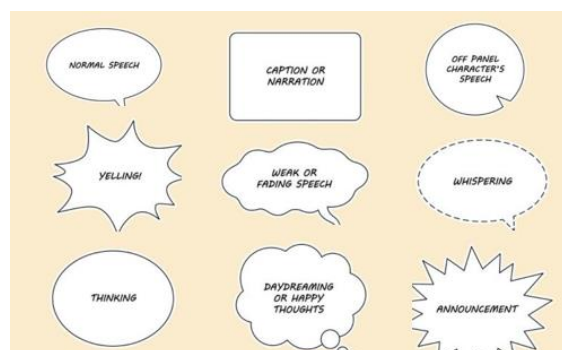 NORMAL SPEECH
CAPTION OR
NARRATION
OFF PANEL
CHARACTER'S
SPEECH
YELLING!
WEAK OR
FADING SPEECH
WHISPERING
THINKING
DAYDREAMING
OR HAPPY
THOUGHTS
ANNOUNCEMENT